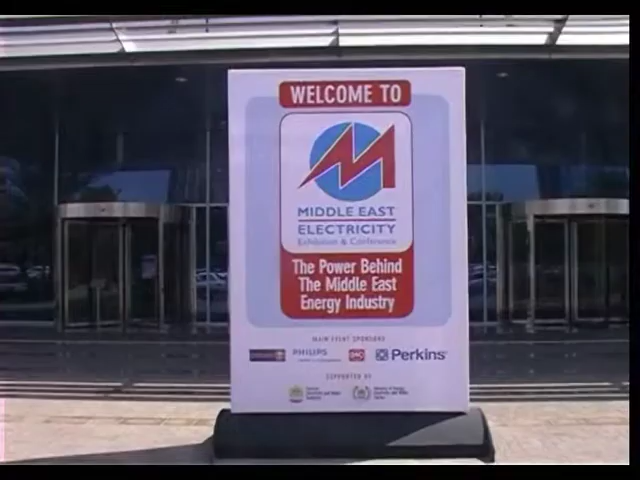 WELCOME TO
MIDDLE EAST
ELECTRICITY
Exhibition & Conference
The Power Behind
The Middle East
Energy Industry
MAIN EVENT SPONSORS
PHILIPS
Perkins
SUPPORTED BY